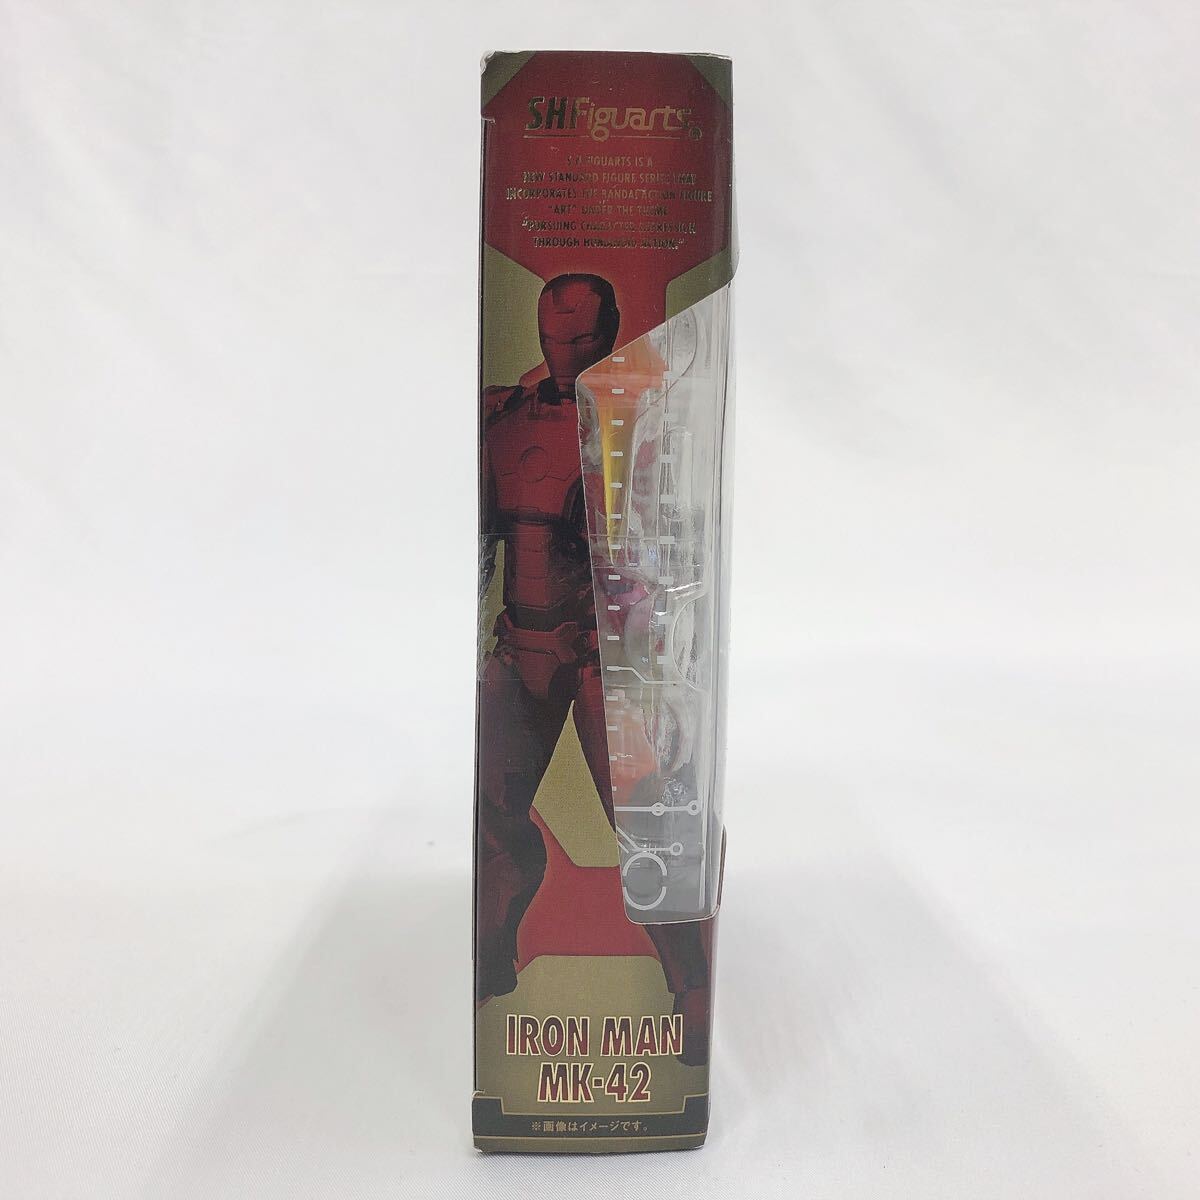 S.H.Figuarts
S.H.FIGUARTS IS A
NEW STANDARD FIGURE SERIES THAT
INCORPORATES THE BANDAI ACTION FIGURE
"ART" UNDER THE THEME
"PURSUING CHARACTER EXPRESSION
THROUGH HUMANOID ACTION."
IRON MAN
MK-42
※画像はイメージです。